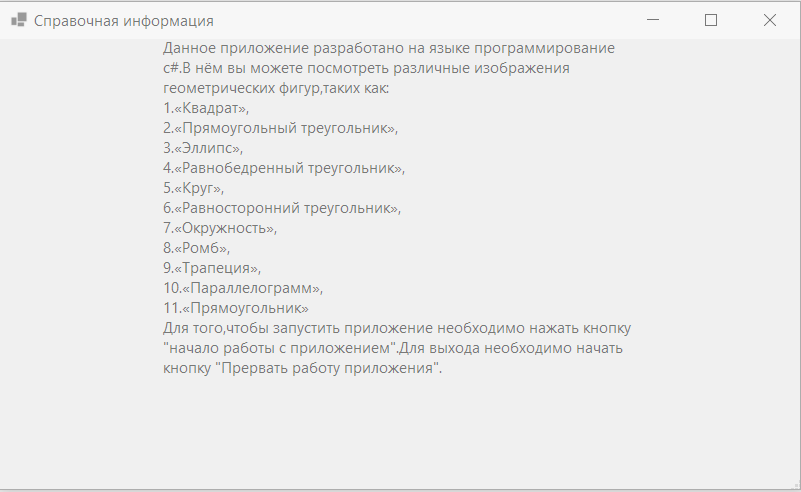 Справочная информация
Данное приложение разработано на языке программирование
c#.В нём вы можете посмотреть различные изображения
геометрических фигур,таких как:
1.«Квадрат»,
2.«Прямоугольный треугольник»,
3.«Эллипс»,
4.«Равнобедренный треугольник»,
5.«Круг»,
6.«Равносторонний треугольник»,
7.«Окружность»,
8.«Ромб»,
9.«Трапеция»,
10.«Параллелограмм»,
11.«Прямоугольник»
Для того,чтобы запустить приложение необходимо нажать кнопку
"начало работы с приложением".Для выхода необходимо начать
кнопку "Прервать работу приложения".